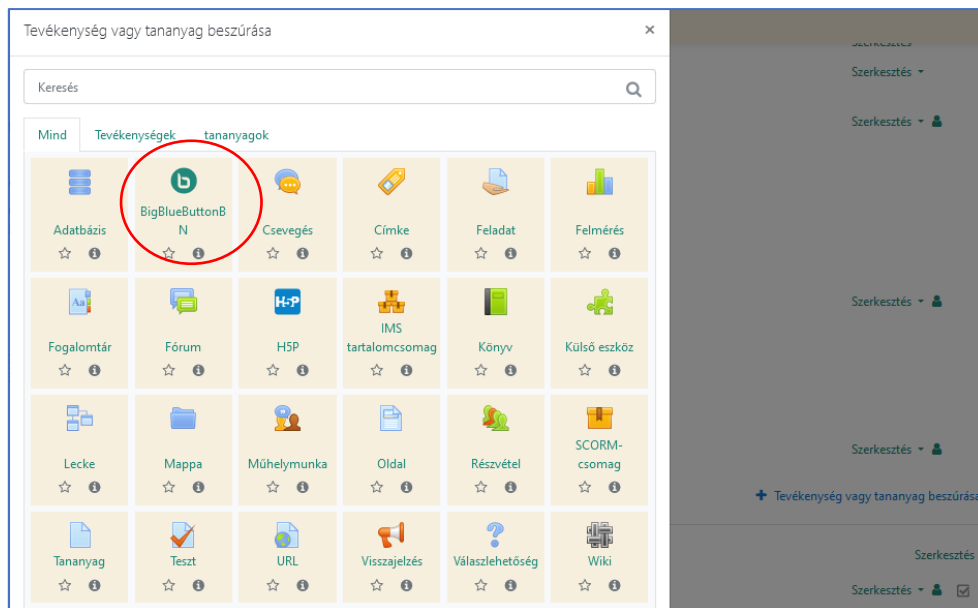 Tevékenység vagy tananyag beszúrása ×
Keresés
Mind Tevékenységek tananyagok
BigBlueButtonB
Adatbázis N Csevegés Címke Feladat Felmérés
Aa
H5P
IMS
Fogalomtár Fórum H5P tartalomcsomag Könyv Külső eszköz
SCORM-
Lecke Mappa Műhelymunka Oldal Részvétel csomag
Tananyag Teszt URL Visszajelzés Válaszlehetőség Wiki
Szerkesztés
Szerkesztés
Szerkesztés
Szerkesztés
Szerkesztés
Tevékenység vagy tananyag beszúrása
Szerkesztés
Szerkesztés